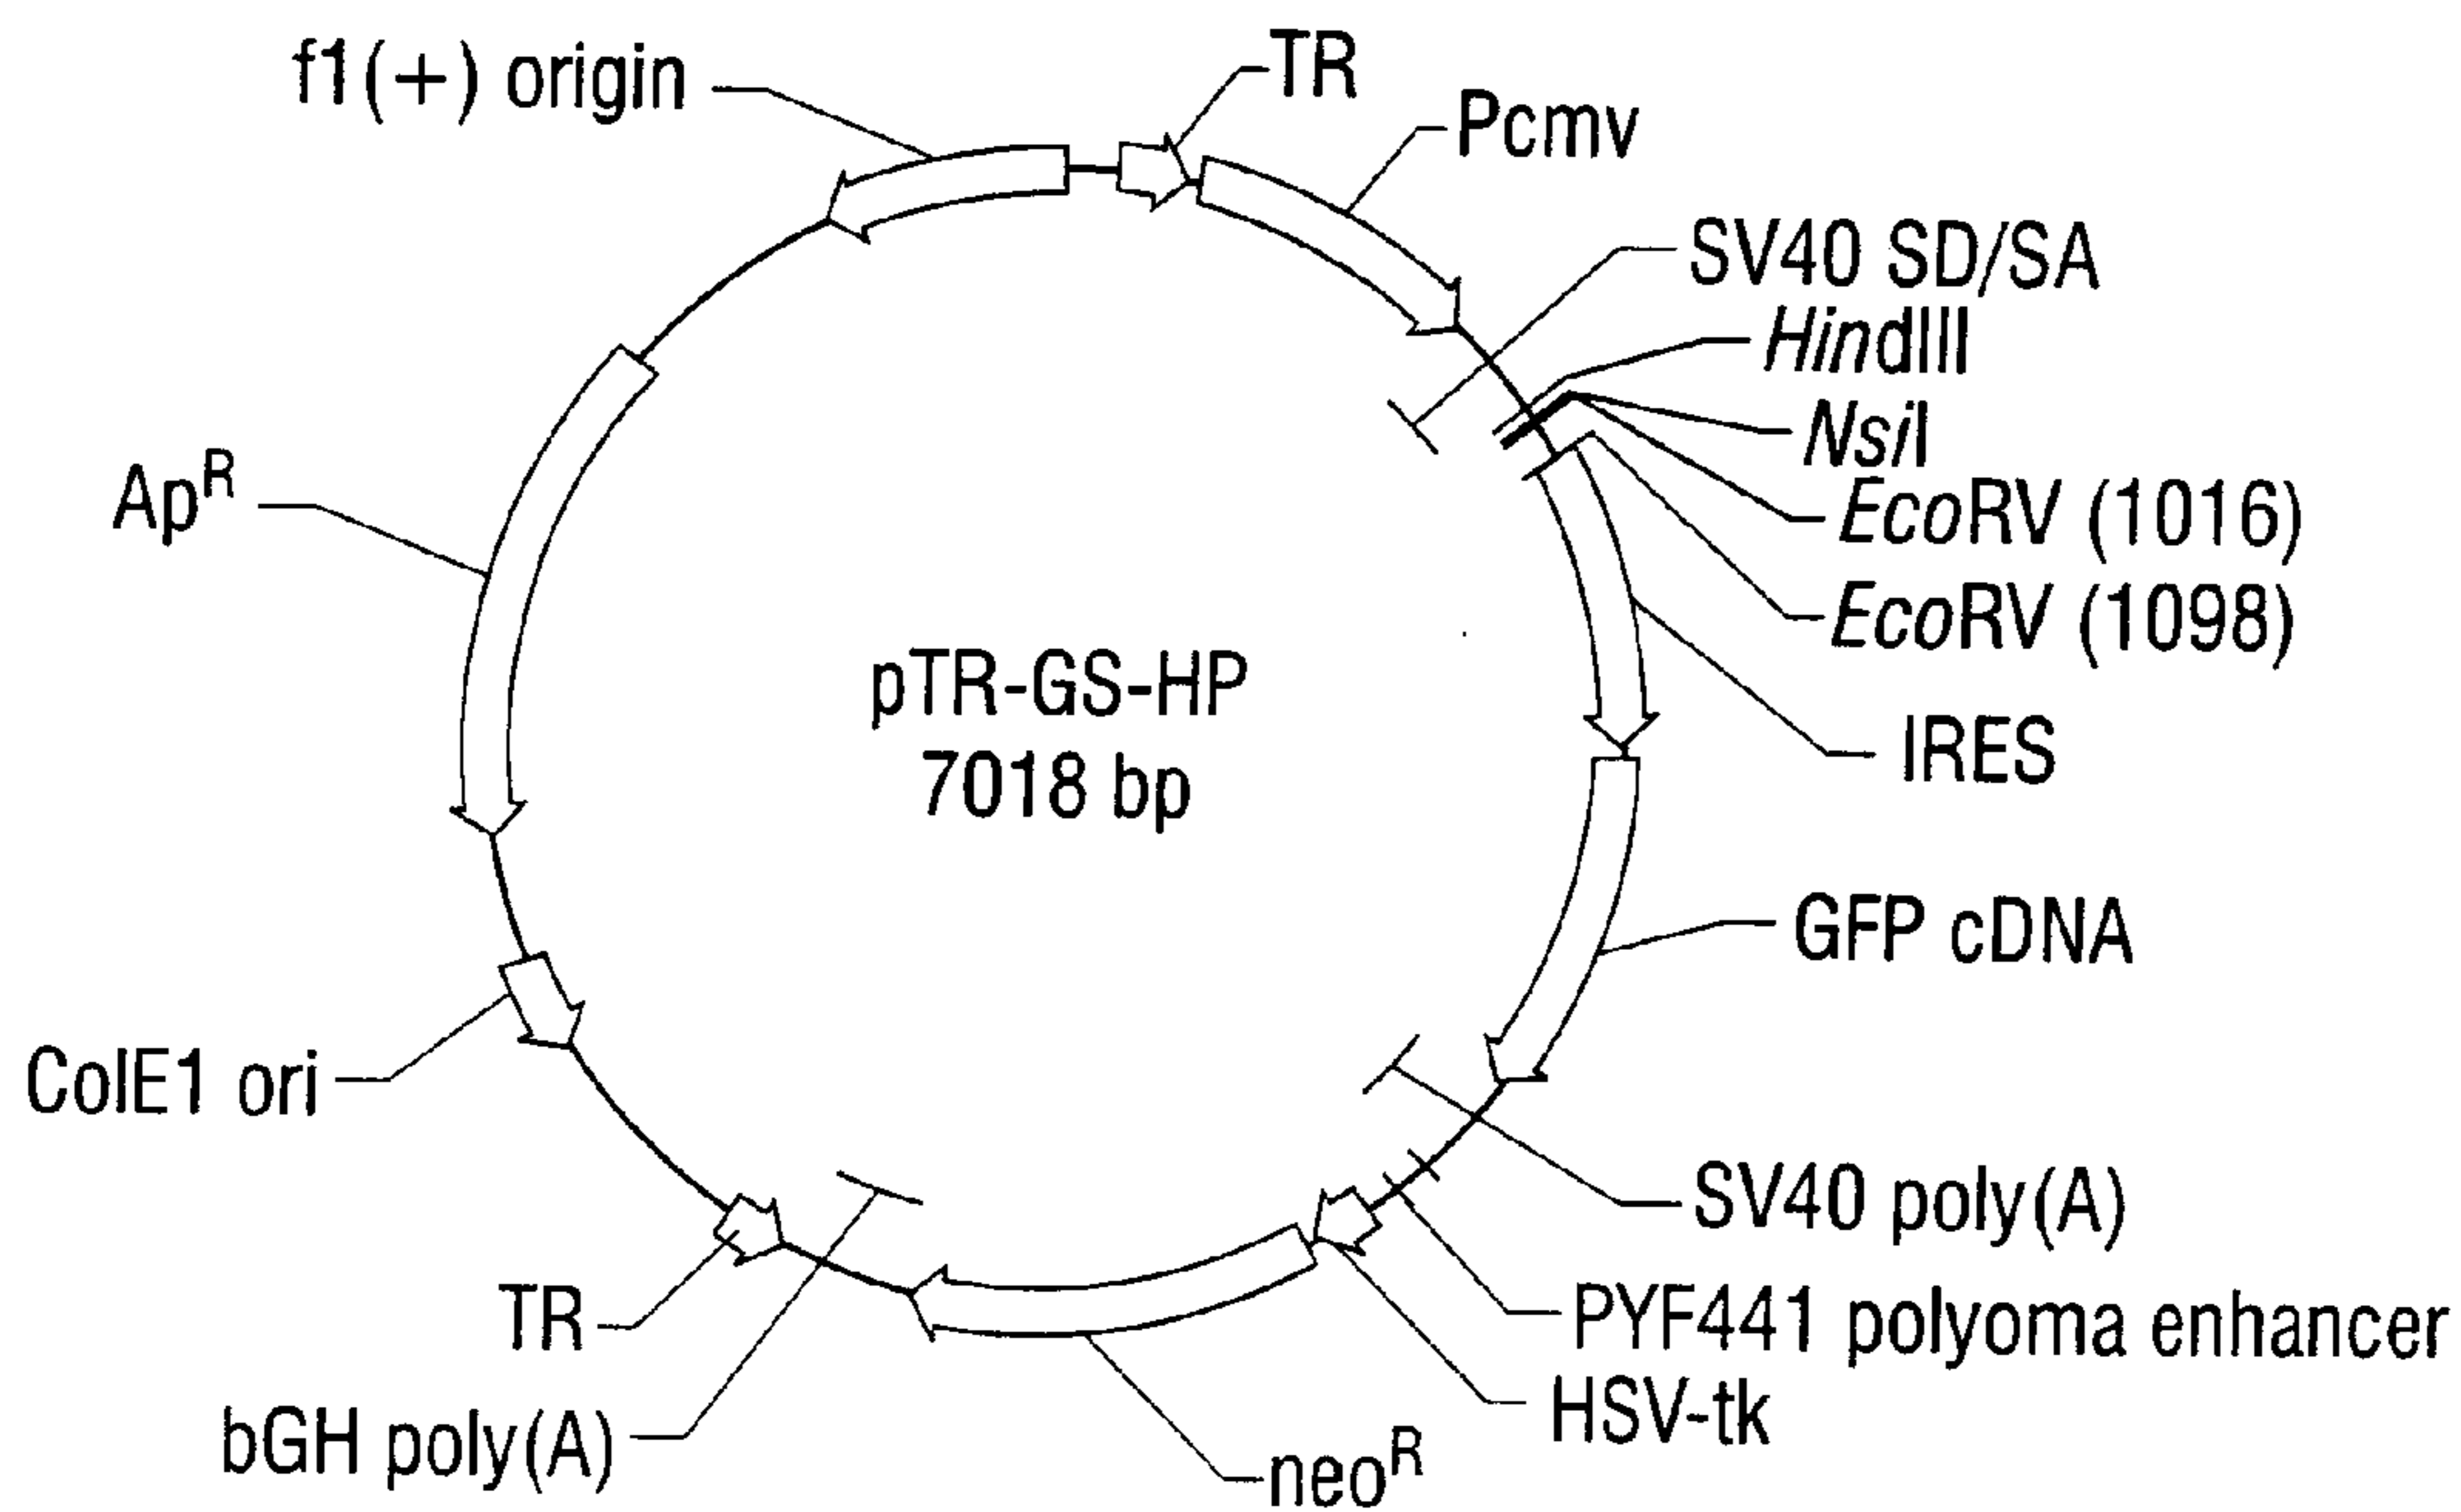 f1(+) origin
TR
Pcmv
SV40 SD/SA
HindIII
NsiI
EcoRV (1016)
EcoRV (1098)
IRES
GFP cDNA
SV40 poly(A)
PYF441 polyoma enhancer
HSV-tk
neoR
bGH poly(A)
TR
ColE1 ori
ApR
pTR-GS-HP
7018 bp